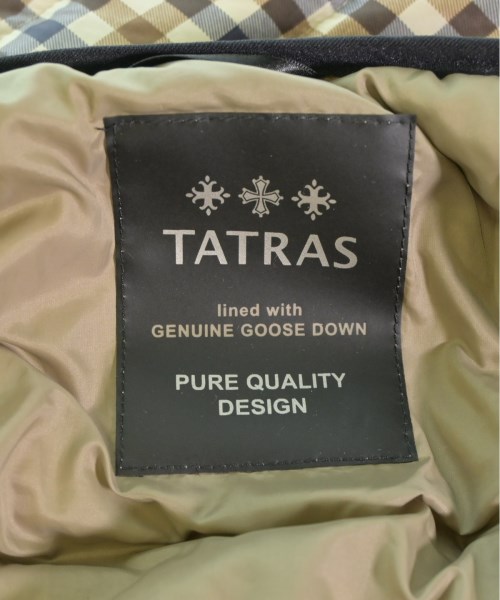 TATRAS
lined with
GENUINE GOOSE DOWN
PURE QUALITY
DESIGN